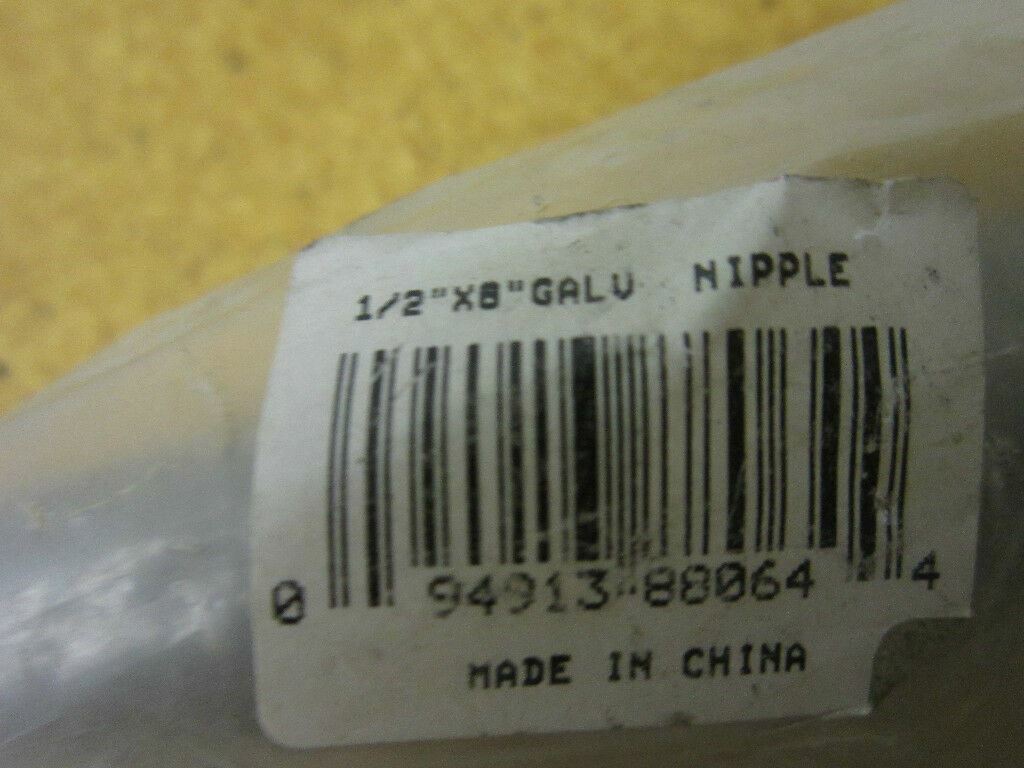 1/2"X8"GALV NIPPLE
0 94913 88064 4
MADE IN CHINA